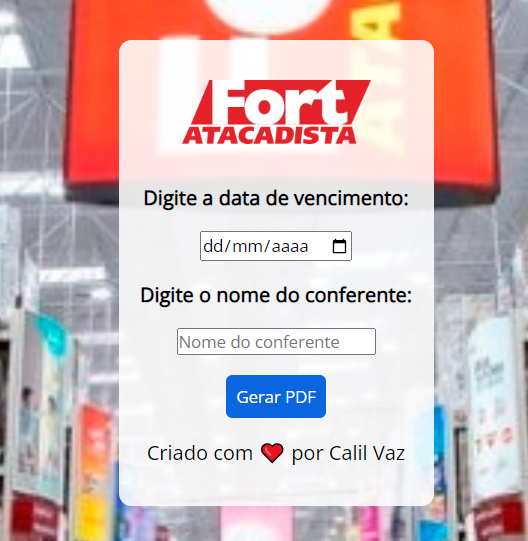 Fort
ATACADISTA
Digite a data de vencimento:
dd/mm/aaaa
Digite o nome do conferente:
Nome do conferente
Gerar PDF
Criado com ❤️ por Calil Vaz